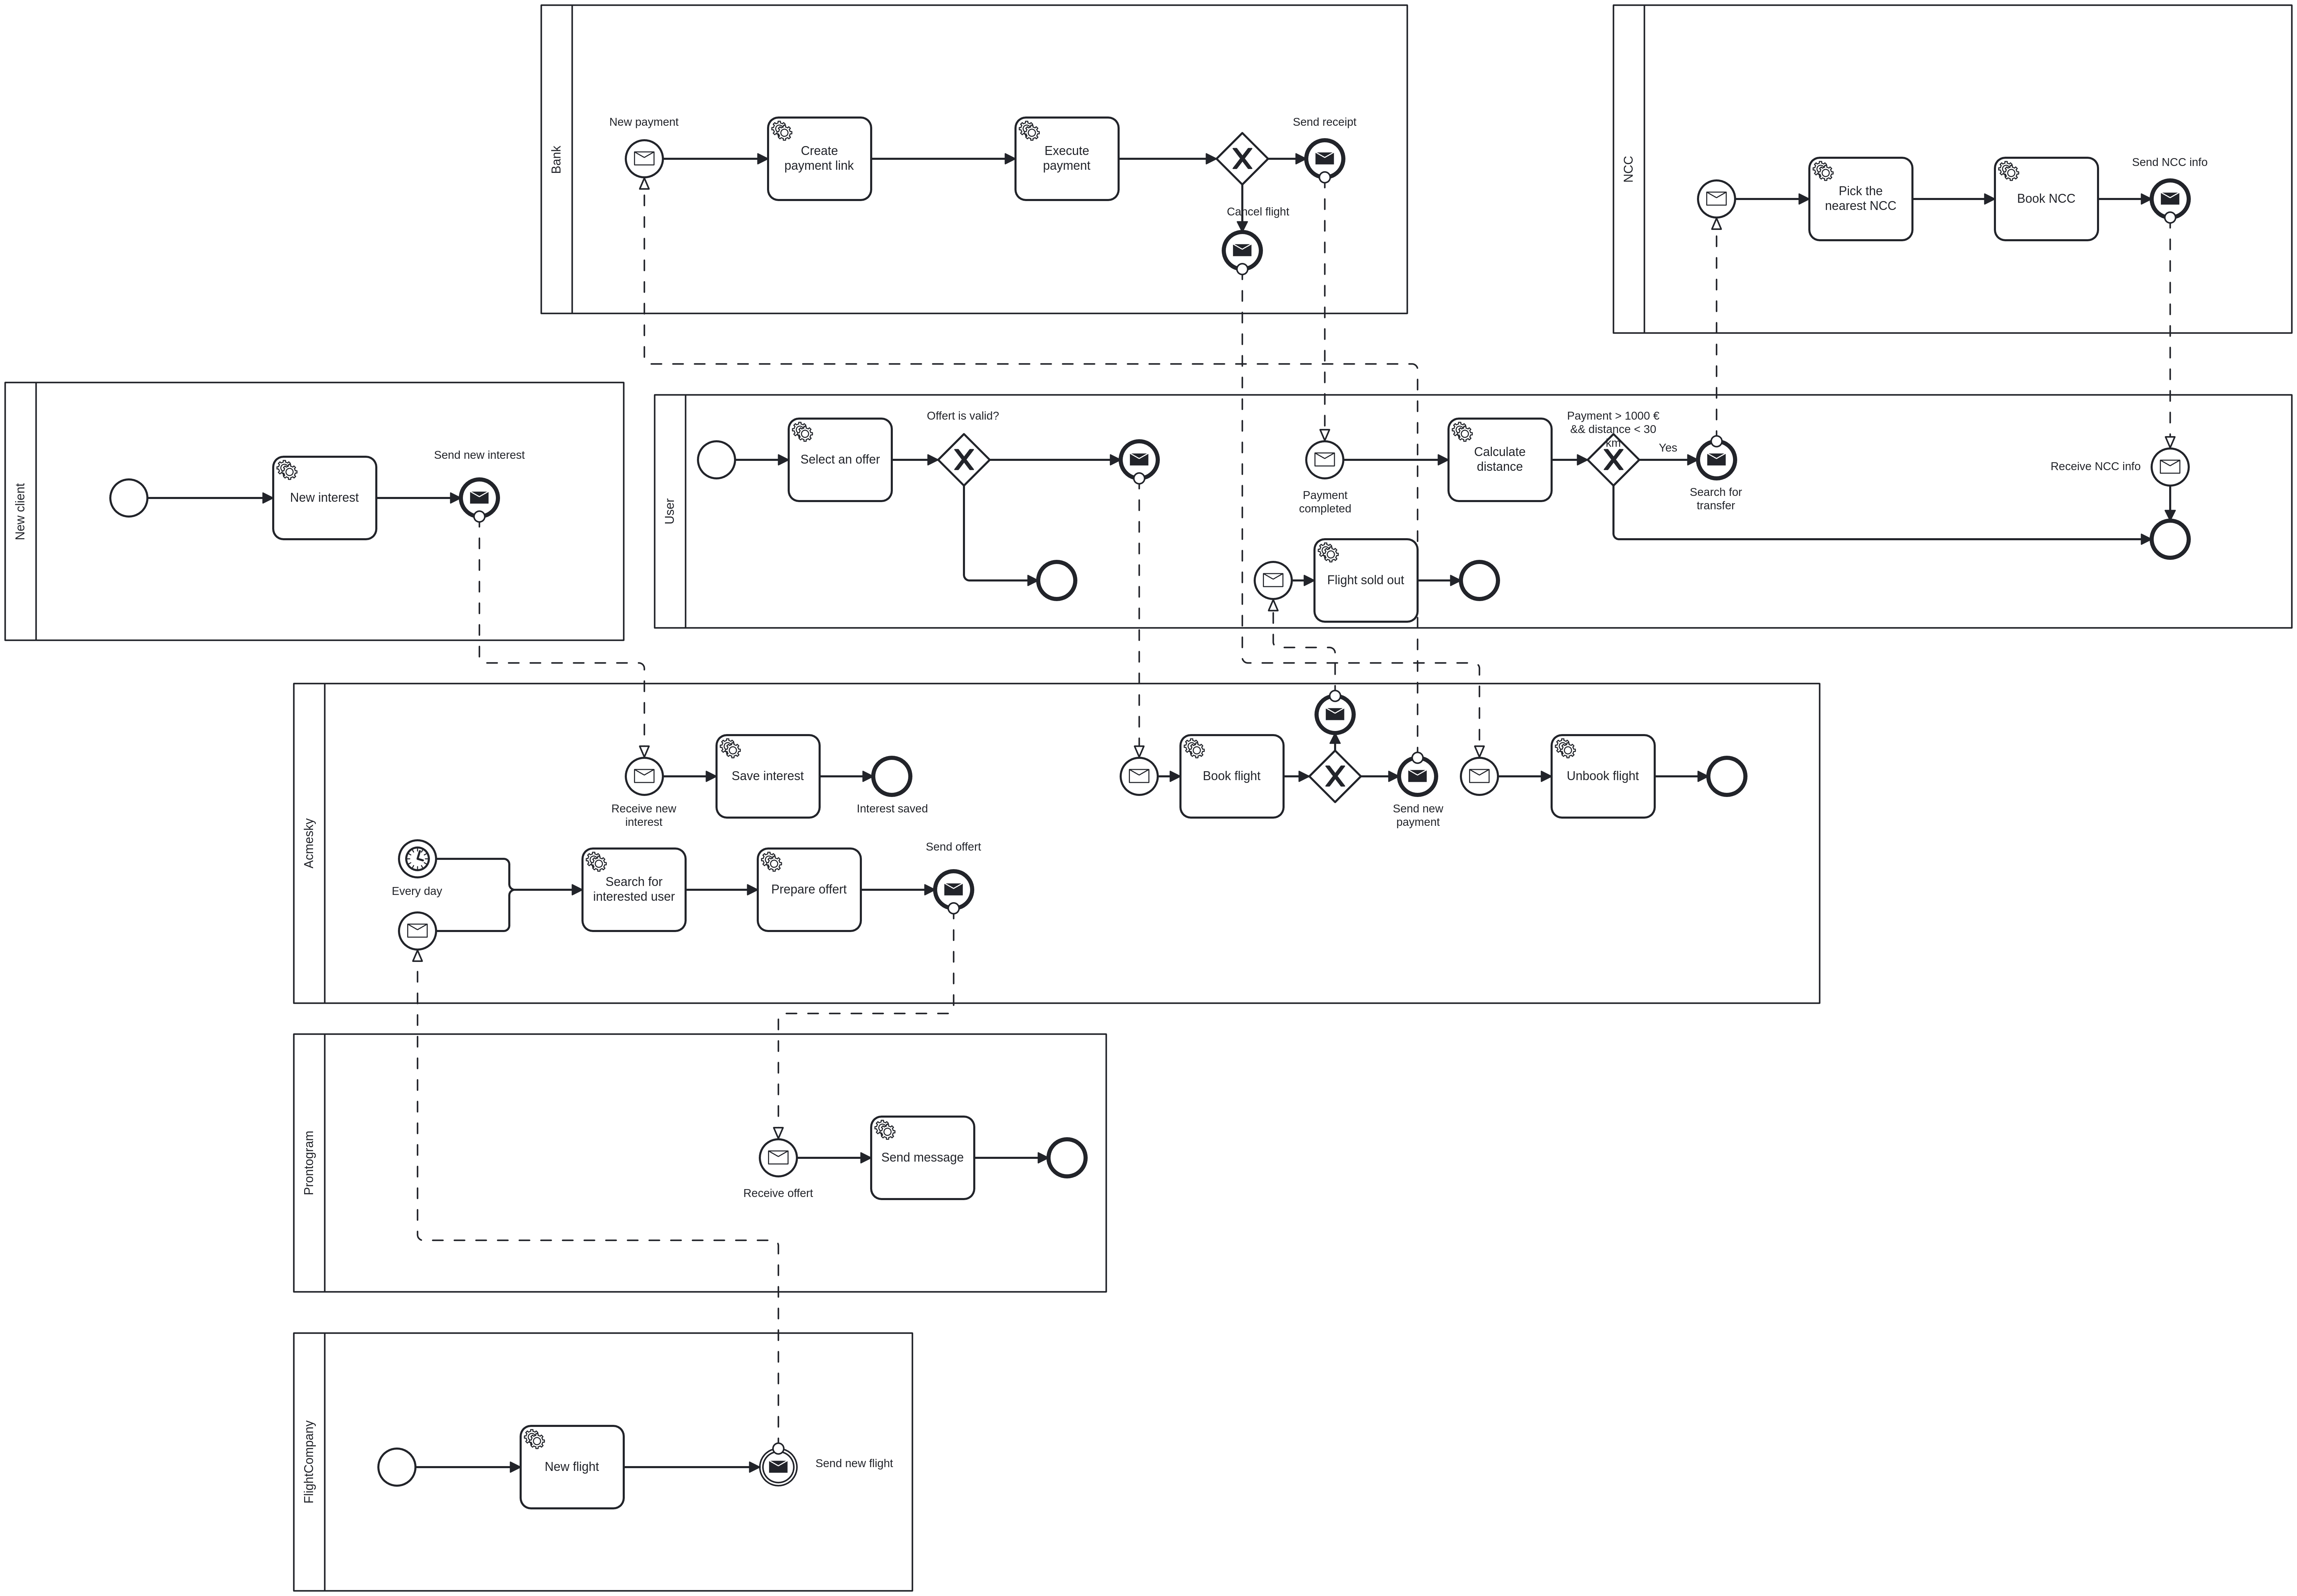 Bank
New payment
Create
payment link
Execute
payment
Send receipt
Cancel flight
NCC
Pick the
nearest NCC
Book NCC
Send NCC info
New client
New interest
Send new interest
User
Select an offer
Offert is valid?
Payment
completed
Calculate
distance
Payment > 1000 €
&& distance < 30
km
Yes
Search for
transfer
Receive NCC info
Flight sold out
Acmesky
Receive new
interest
Save interest
Interest saved
Book flight
Send new
payment
Unbook flight
Every day
Search for
interested user
Prepare offert
Send offert
Prontogram
Receive offert
Send message
FlightCompany
New flight
Send new flight